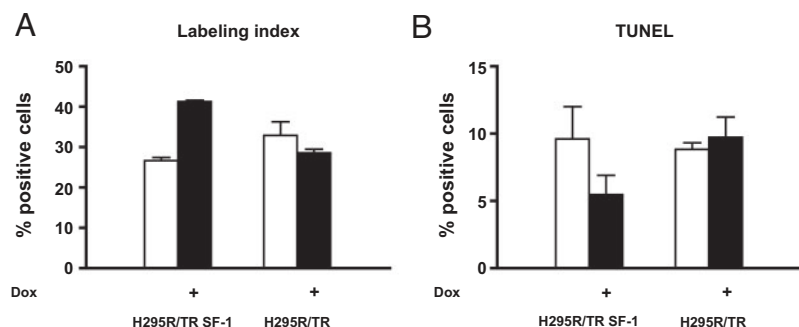 A
Labeling index
% positive cells
50
40
30
20
10
0
Dox + +
H295R/TR SF-1 H295R/TR
B
TUNEL
% positive cells
15
10
5
0
+ +
H295R/TR SF-1 H295R/TR